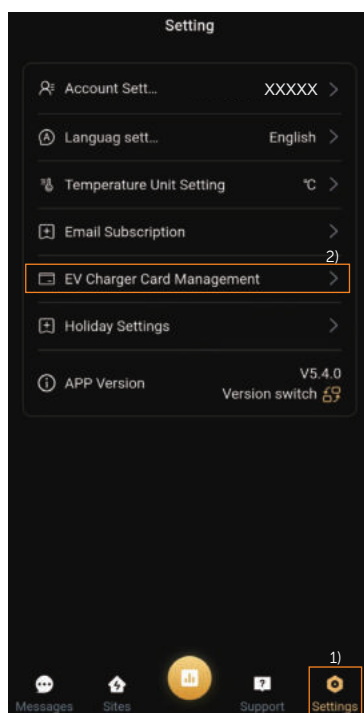 Setting
Account Sett... XXXXX
Languag sett... English
Temperature Unit Setting ℃
Email Subscription
2)
EV Charger Card Management
Holiday Settings
V5.4.0
APP Version
Version switch
1)
Messages Sites Support Settings